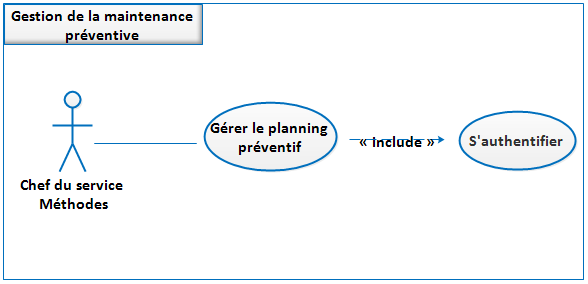 Gestion de la maintenance
préventive
Gérer le planning
préventif
« Include »
S'authentifier
Chef du service
Méthodes